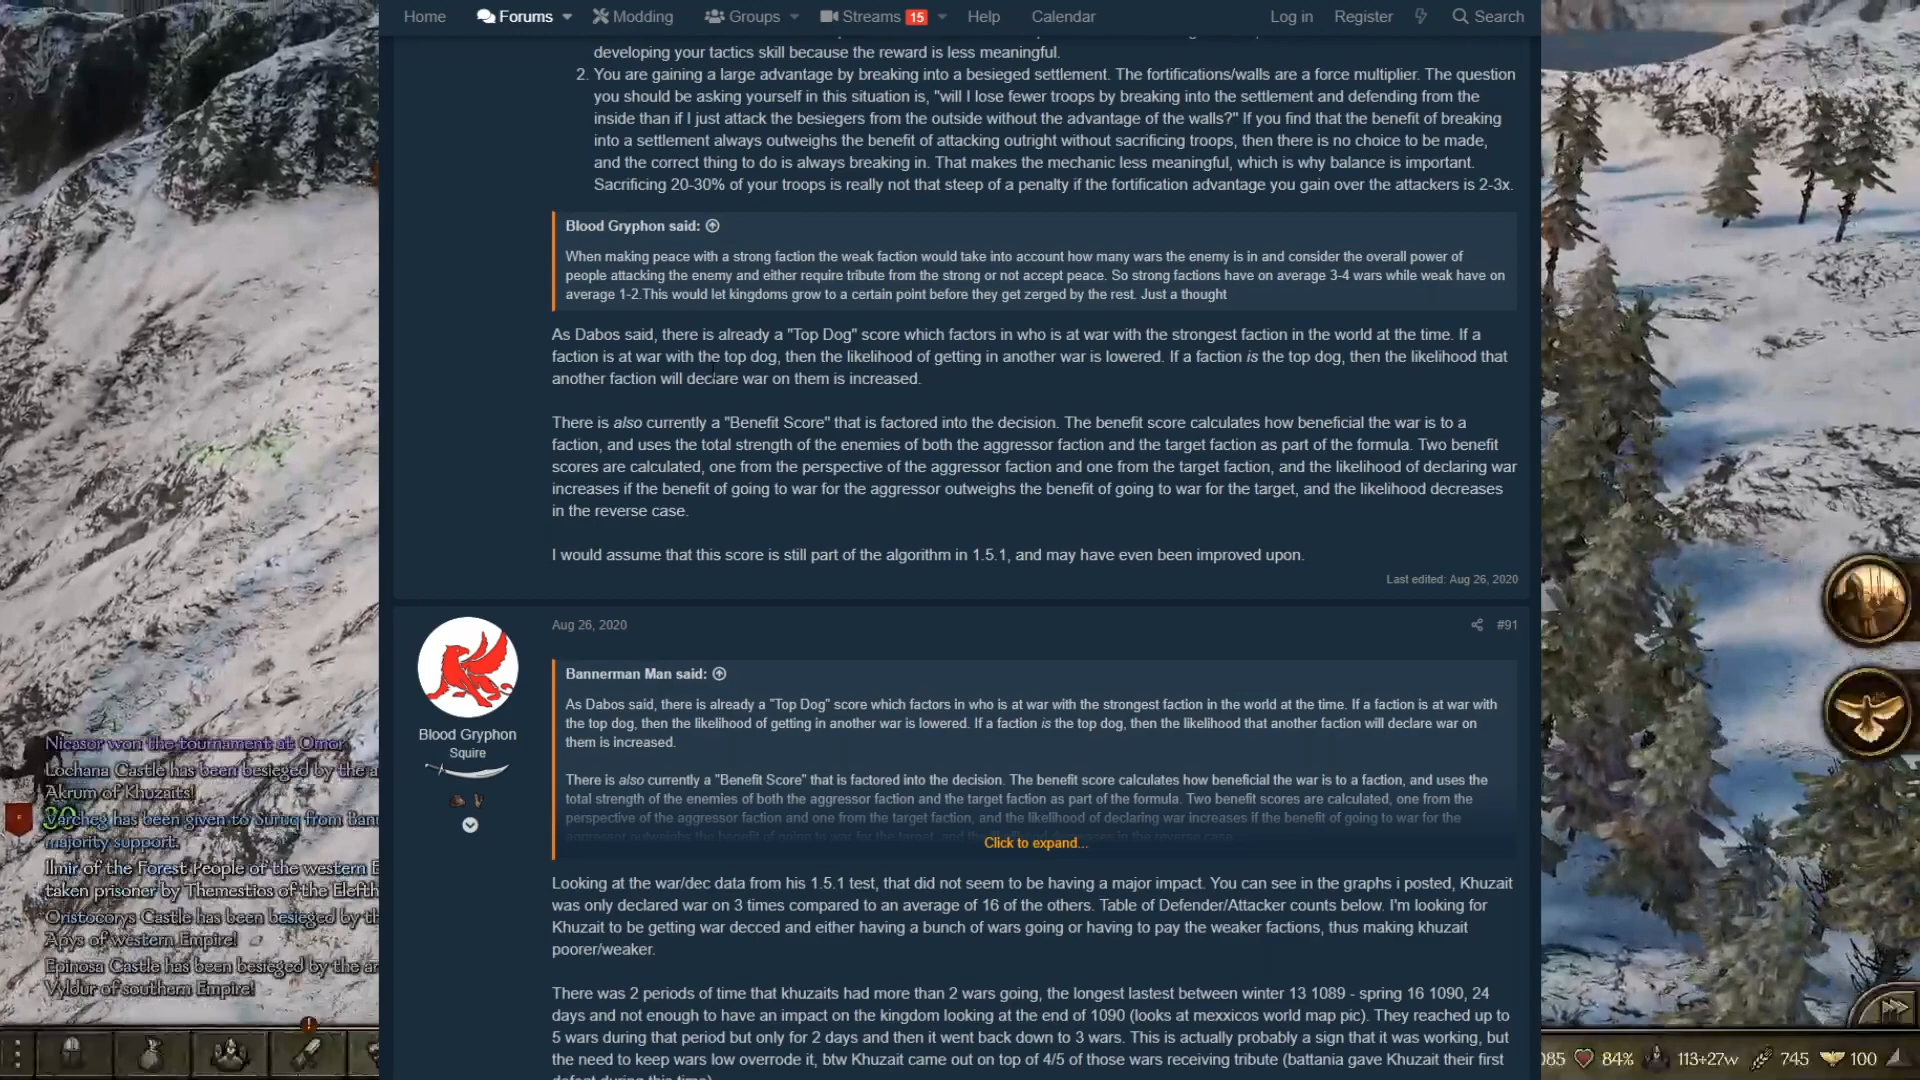 Home Forums Modding Groups Streams 15 Help Calendar Log in Register Search
developing your tactics skill because the reward is less meaningful.
2. You are gaining a large advantage by breaking into a besieged settlement. The fortifications/walls are a force multiplier. The question
you should be asking yourself in this situation is, "will I lose fewer troops by breaking into the settlement and defending from the
inside than if I just attack the besiegers from the outside without the advantage of the walls?" If you find that the benefit of breaking
into a settlement always outweighs the benefit of attacking outright without sacrificing troops, then there is no choice to be made,
and the correct thing to do is always breaking in. That makes the mechanic less meaningful, which is why balance is important.
Sacrificing 20-30% of your troops is really not that steep of a penalty if the fortification advantage you gain over the attackers is 2-3x.
Blood Gryphon said:
When making peace with a strong faction the weak faction would take into account how many wars the enemy is in and consider the overall power of
people attacking the enemy and either require tribute from the strong or not accept peace. So strong factions have on average 3-4 wars while weak have on
average 1-2.This would let kingdoms grow to a certain point before they get zerged by the rest. Just a thought
As Dabos said, there is already a "Top Dog" score which factors in who is at war with the strongest faction in the world at the time. If a
faction is at war with the top dog, then the likelihood of getting in another war is lowered. If a faction is the top dog, then the likelihood that
another faction will declare war on them is increased.
There is also currently a "Benefit Score" that is factored into the decision. The benefit score calculates how beneficial the war is to a
faction, and uses the total strength of the enemies of both the aggressor faction and the target faction as part of the formula. Two benefit
scores are calculated, one from the perspective of the aggressor faction and one from the target faction, and the likelihood of declaring war
increases if the benefit of going to war for the aggressor outweighs the benefit of going to war for the target, and the likelihood decreases
in the reverse case.
I would assume that this score is still part of the algorithm in 1.5.1, and may have even been improved upon.
Last edited: Aug 26, 2020
Aug 26, 2020 #91
Blood Gryphon
Squire
Bannerman Man said:
As Dabos said, there is already a "Top Dog" score which factors in who is at war with the strongest faction in the world at the time. If a faction is at war with
the top dog, then the likelihood of getting in another war is lowered. If a faction is the top dog, then the likelihood that another faction will declare war on
them is increased.
There is also currently a "Benefit Score" that is factored into the decision. The benefit score calculates how beneficial the war is to a faction, and uses the
total strength of the enemies of both the aggressor faction and the target faction as part of the formula. Two benefit scores are calculated, one from the
perspective of the aggressor faction and one from the target faction, and the likelihood of declaring war increases if the benefit of going to war for the
Click to expand...
Looking at the war/dec data from his 1.5.1 test, that did not seem to be having a major impact. You can see in the graphs i posted, Khuzait
was only declared war on 3 times compared to an average of 16 of the others. Table of Defender/Attacker counts below. I'm looking for
Khuzait to be getting war decced and either having a bunch of wars going or having to pay the weaker factions, thus making khuzait
poorer/weaker.
There was 2 periods of time that khuzaits had more than 2 wars going, the longest lastest between winter 13 1089 - spring 16 1090, 24
days and not enough to have an impact on the kingdom looking at the end of 1090 (looks at mexxicos world map pic). They reached up to
5 wars during that period but only for 2 days and then it went back down to 3 wars. This is actually probably a sign that it was working, but
the need to keep wars low overrode it, btw Khuzait came out on top of 4/5 of those wars receiving tribute (battania gave Khuzait their first
Nicasor won the tournament at Omor
Lochana Castle has been besieged by the a
Akrum of Khuzaits!
30
Varcheg has been given to Suruq from Ban
majority support.
Ilmir of the Forest People of the western E
taken prisoner by Themestios of the Elefth
Oristocorys Castle has been besieged by th
Apys of western Empire!
Epinosa Castle has been besieged by the ar
Vyldur of southern Empire!
085 84% 113+27w 745 100